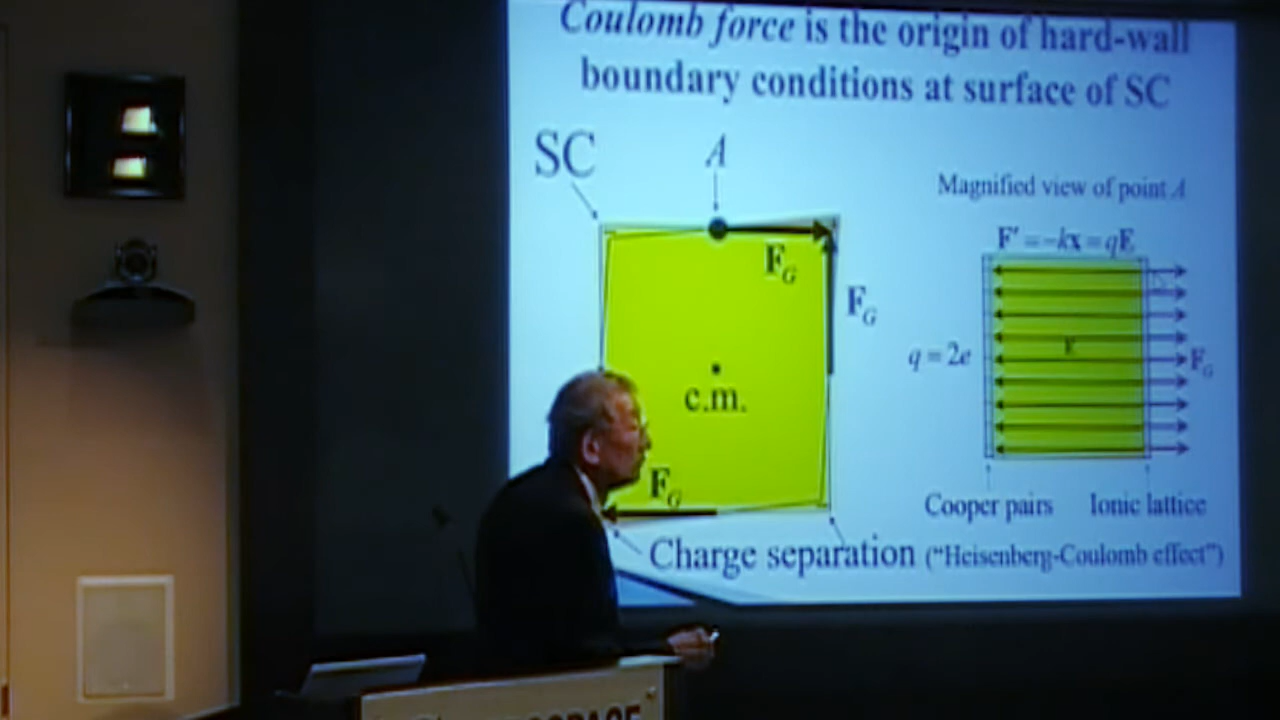 Coulomb force is the origin of hard-wall
boundary conditions at surface of SC
SC
A
Magnified view of point A
F' = -kx = qE
F_G
F_G
q = 2e
E
F_G
c.m.
F_G
Cooper pairs
Ionic lattice
Charge separation ("Heisenberg-Coulomb effect")